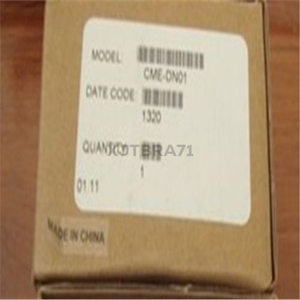 MODEL:
CME-DN01
DATE CODE:
1320
QUANTITY:
1
01.11
MADE IN CHINA